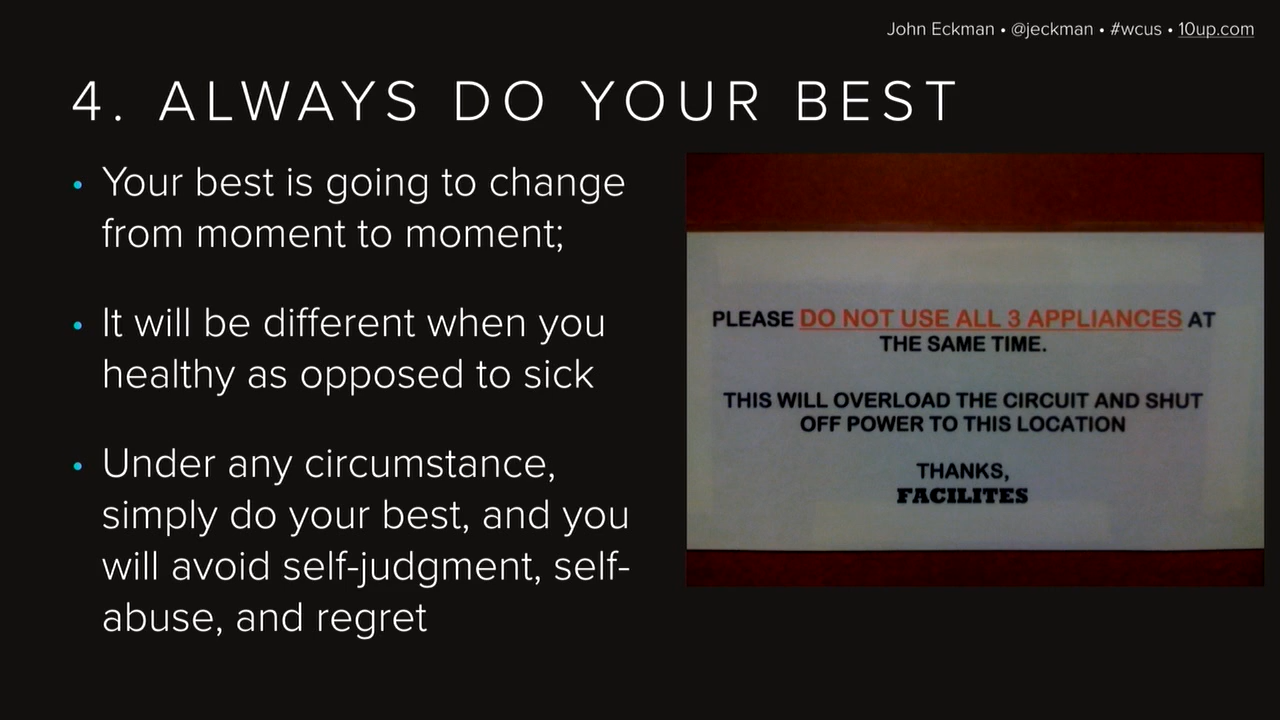 John Eckman • @jeckman • #wcus • 10up.com
4. ALWAYS DO YOUR BEST
• Your best is going to change
from moment to moment;
• It will be different when you
healthy as opposed to sick
• Under any circumstance,
simply do your best, and you
will avoid self-judgment, self-
abuse, and regret
PLEASE DO NOT USE ALL 3 APPLIANCES AT
THE SAME TIME.
THIS WILL OVERLOAD THE CIRCUIT AND SHUT
OFF POWER TO THIS LOCATION
THANKS,
FACILITES